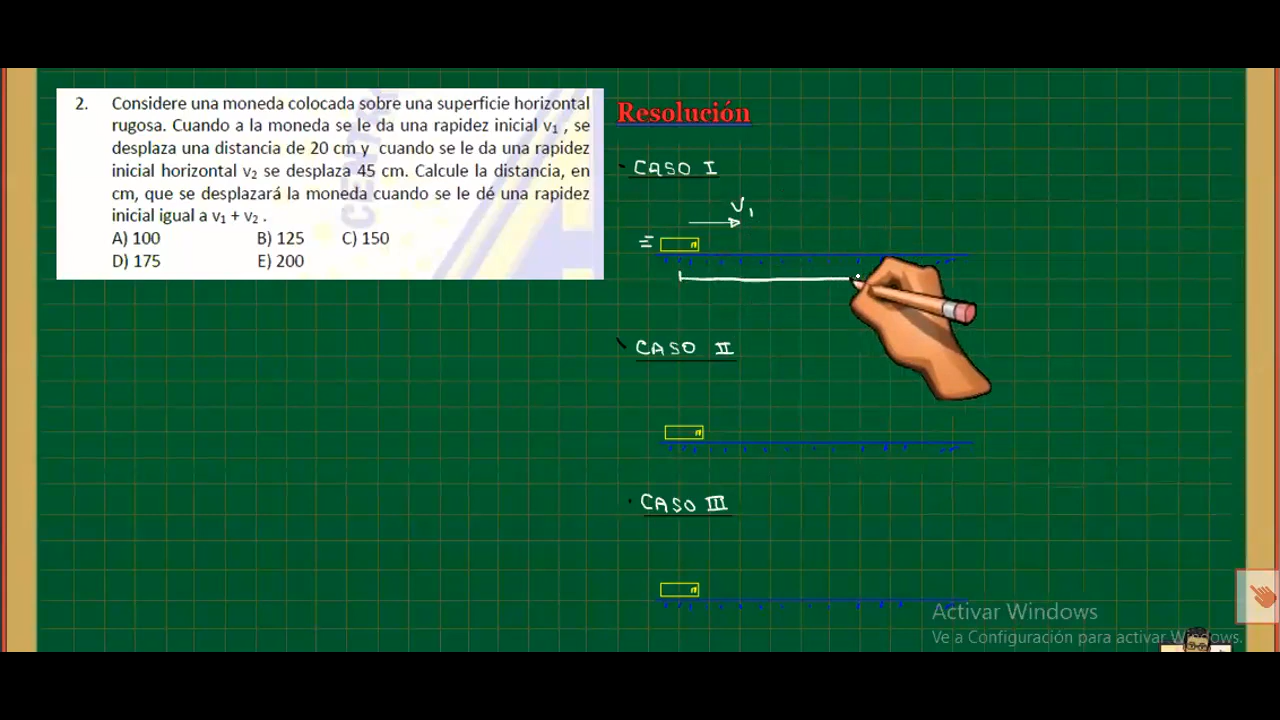 2. Considere una moneda colocada sobre una superficie horizontal
rugosa. Cuando a la moneda se le da una rapidez inicial v₁ , se
desplaza una distancia de 20 cm y cuando se le da una rapidez
inicial horizontal v₂ se desplaza 45 cm. Calcule la distancia, en
cm, que se desplazará la moneda cuando se le dé una rapidez
inicial igual a v₁ + v₂ .
A) 100 B) 125 C) 150
D) 175 E) 200
Resolución
CASO I
V₁
m
CASO II
m
CASO III
m
Activar Windows
Ve a Configuración para activar Windows.